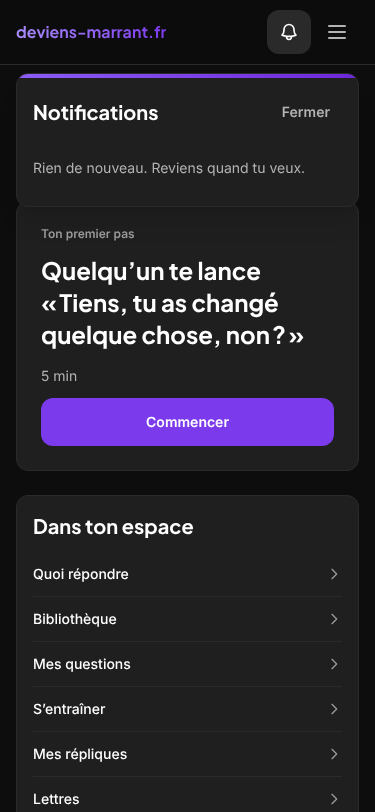 deviens-marrant.fr
Notifications
Fermer
Rien de nouveau. Reviens quand tu veux.
Ton premier pas
Quelqu’un te lance
« Tiens, tu as changé
quelque chose, non ? »
5 min
Commencer
Dans ton espace
Quoi répondre
Bibliothèque
Mes questions
S’entraîner
Mes répliques
Lettres